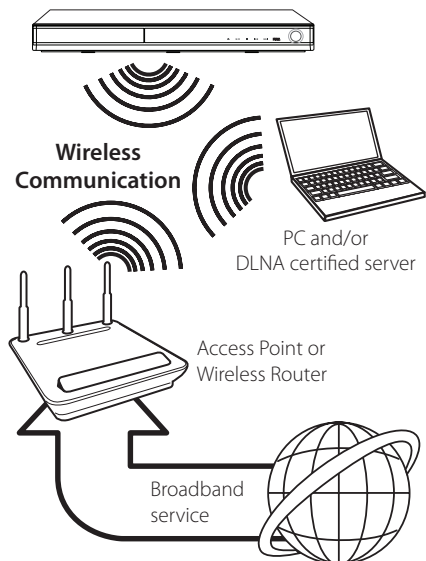 Wireless
Communication
PC and/or
DLNA certified server
Access Point or
Wireless Router
Broadband
service